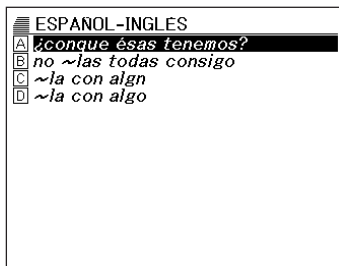 ESPAÑOL-INGLES
A ¿conque ésas tenemos?
B no ~las todas consigo
C ~la con algn
D ~la con algo